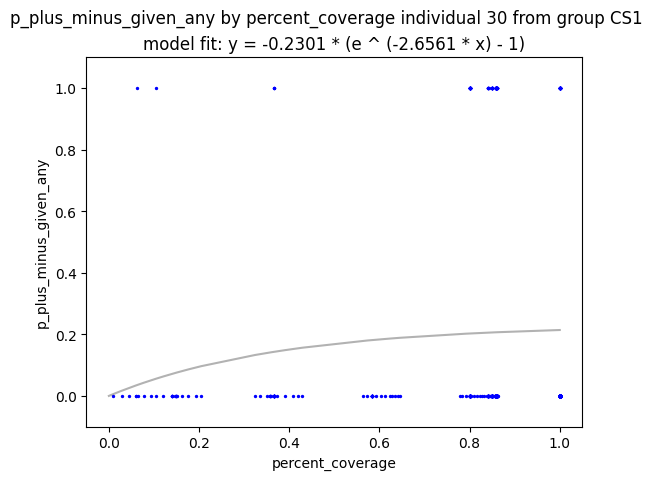 p_plus_minus_given_any by percent_coverage individual 30 from group CS1
model fit: y = -0.2301 * (e ^ (-2.6561 * x) - 1)
1.0
0.8
0.6
0.4
0.2
0.0
p_plus_minus_given_any
0.0 0.2 0.4 0.6 0.8 1.0
percent_coverage